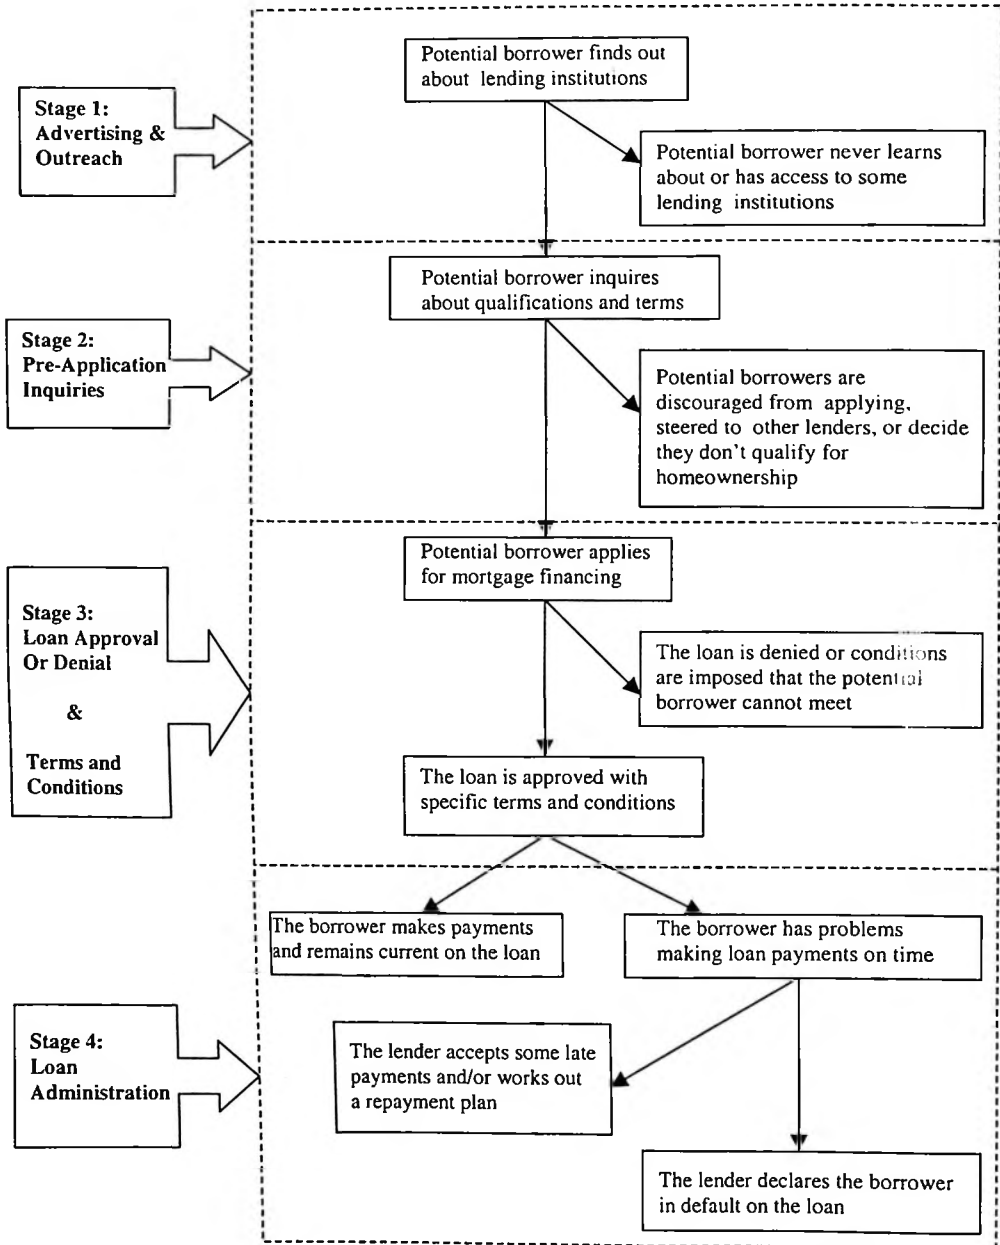 Stage 1:
Advertising &
Outreach
Potential borrower finds out
about lending institutions
Potential borrower never learns
about or has access to some
lending institutions
Stage 2:
Pre-Application
Inquiries
Potential borrower inquires
about qualifications and terms
Potential borrowers are
discouraged from applying,
steered to other lenders, or decide
they don't qualify for
homeownership
Stage 3:
Loan Approval
Or Denial
&
Terms and
Conditions
Potential borrower applies
for mortgage financing
The loan is denied or conditions
are imposed that the potential
borrower cannot meet
The loan is approved with
specific terms and conditions
Stage 4:
Loan
Administration
The borrower makes payments
and remains current on the loan
The borrower has problems
making loan payments on time
The lender accepts some late
payments and/or works out
a repayment plan
The lender declares the borrower
in default on the loan